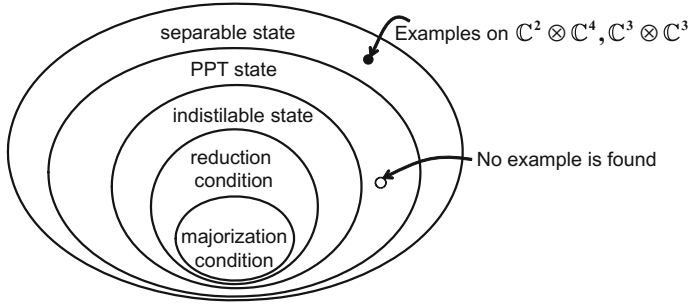 separable state
Examples on ℂ² ⊗ ℂ⁴, ℂ³ ⊗ ℂ³
PPT state
indistilable state
reduction
condition
No example is found
majorization
condition